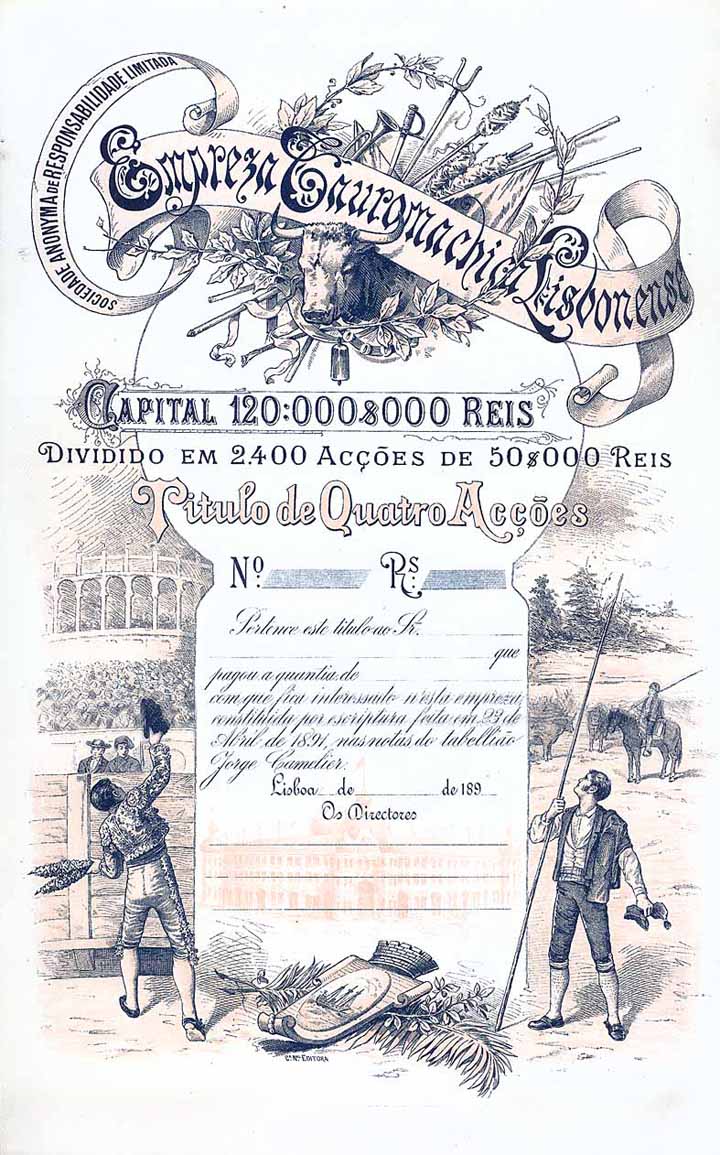 SOCIEDADE ANONYMA DE RESPONSABILIDADE LIMITADA
Empreza Tauromachica Lisbonense
CAPITAL 120:000$000 REIS
DIVIDIDO EM 2.400 ACÇÕES DE 50$000 REIS
Titulo de Quatro Acções
Nº Rs:
Pertence este titulo ao Sr.
que
pagou a quantia de
com que fica interessado n'esta empreza
constituida por escriptura feita em 23 de
Abril de 1891, nas notas do tabellião
Jorge Camelier.
Lisboa de de 189
Os Directores
Cª Nal EDITORA